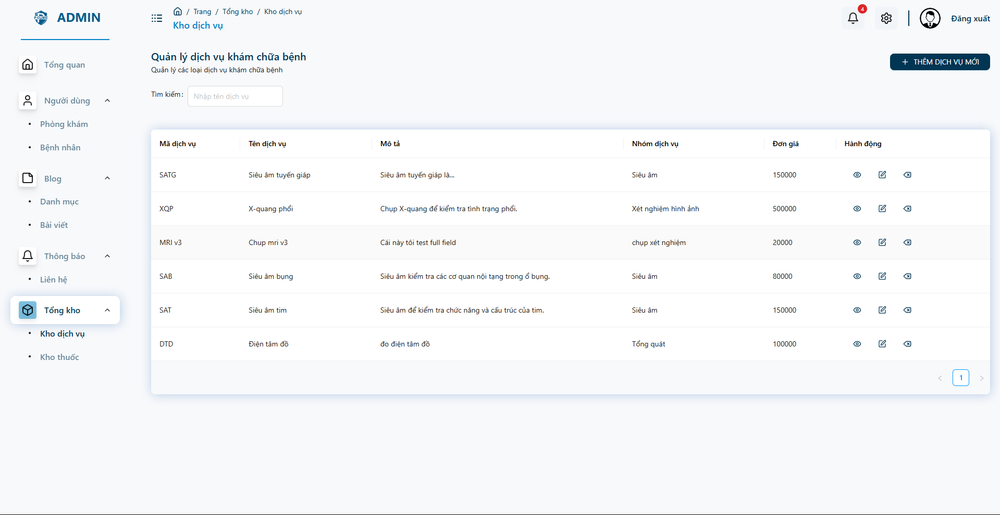 P-CLINIC
ADMIN
/ Trang / Tổng kho / Kho dịch vụ
Kho dịch vụ
4
Đăng xuất
Tổng quan
Người dùng
Phòng khám
Bệnh nhân
Blog
Danh mục
Bài viết
Thông báo
Liên hệ
Tổng kho
Kho dịch vụ
Kho thuốc
Quản lý dịch vụ khám chữa bệnh
Quản lý các loại dịch vụ khám chữa bệnh
THÊM DỊCH VỤ MỚI
Tìm kiếm: Nhập tên dịch vụ
Mã dịch vụ Tên dịch vụ Mô tả Nhóm dịch vụ Đơn giá Hành động
SATG Siêu âm tuyến giáp Siêu âm tuyến giáp là... Siêu âm 150000
XQP X-quang phổi Chụp X-quang để kiểm tra tình trạng phổi. Xét nghiệm hình ảnh 500000
MRI v3 Chup mri v3 Cái này tôi test full field chụp xét nghiệm 20000
SAB Siêu âm bụng Siêu âm kiểm tra các cơ quan nội tạng trong ổ bụng. Siêu âm 80000
SAT Siêu âm tim Siêu âm để kiểm tra chức năng và cấu trúc của tim. Siêu âm 150000
DTD Điện tâm đồ đo điện tâm đồ Tổng quát 100000
1